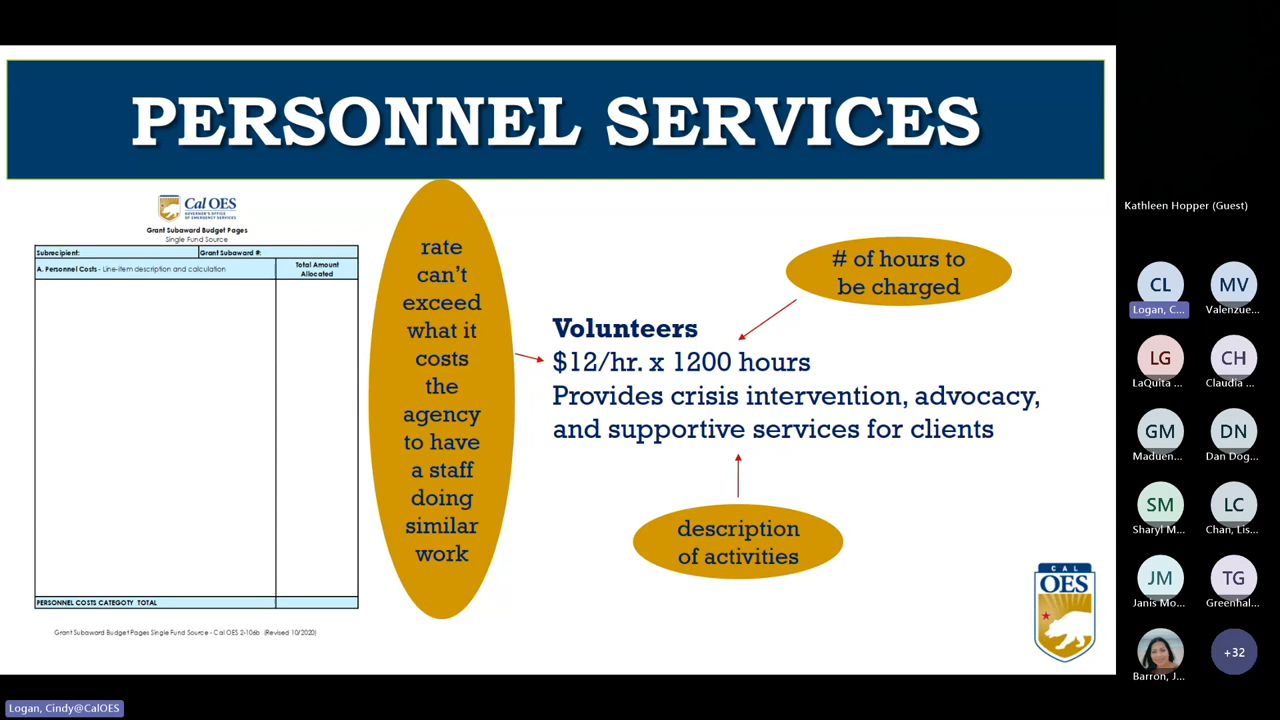 PERSONNEL SERVICES
Cal OES
GOVERNOR'S OFFICE
OF EMERGENCY SERVICES
Grant Subaward Budget Pages
Single Fund Source
Subrecipient:
Grant Subaward #:
A. Personnel Costs - Line-item description and calculation
Total Amount
Allocated
PERSONNEL COSTS CATEGOTY TOTAL
Grant Subaward Budget Pages Single Fund Source - Cal OES 2-106b (Revised 10/2020)
rate
can't
exceed
what it
costs
the
agency
to have
a staff
doing
similar
work
# of hours to
be charged
Volunteers
$12/hr. x 1200 hours
Provides crisis intervention, advocacy,
and supportive services for clients
description
of activities
CAL
OES
Kathleen Hopper (Guest)
CL
Logan, C...
MV
Valenzue...
LG
LaQuita ...
CH
Claudia ...
GM
Maduen...
DN
Dan Dog...
SM
Sharyl M...
LC
Chan, Lis...
JM
Janis Mo...
TG
Greenhal...
Barron, J...
+32
Logan, Cindy@CalOES